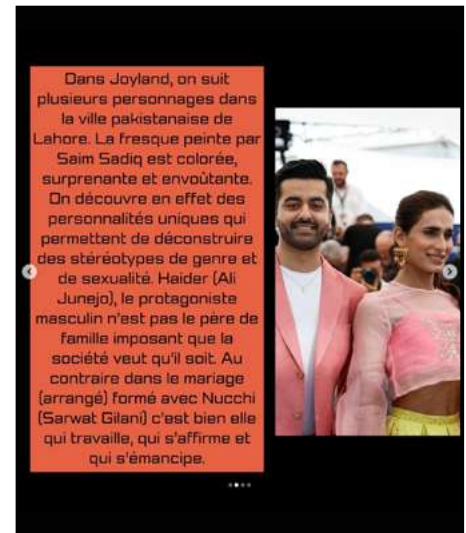 Dans Joyland, on suit
plusieurs personnages dans
la ville pakistanaise de
Lahore. La fresque peinte par
Saim Sadiq est colorée,
surprenante et envoûtante.
On découvre en effet des
personnalités uniques qui
permettent de déconstruire
des stéréotypes de genre et
de sexualité. Haider (Ali
Junejo), le protagoniste
masculin n'est pas le père de
famille imposant que la
société veut qu'il soit. Au
contraire dans le mariage
(arrangé) formé avec Nucchi
(Sarwat Gilani) c'est bien elle
qui travaille, qui s'affirme et
qui s'émancipe.